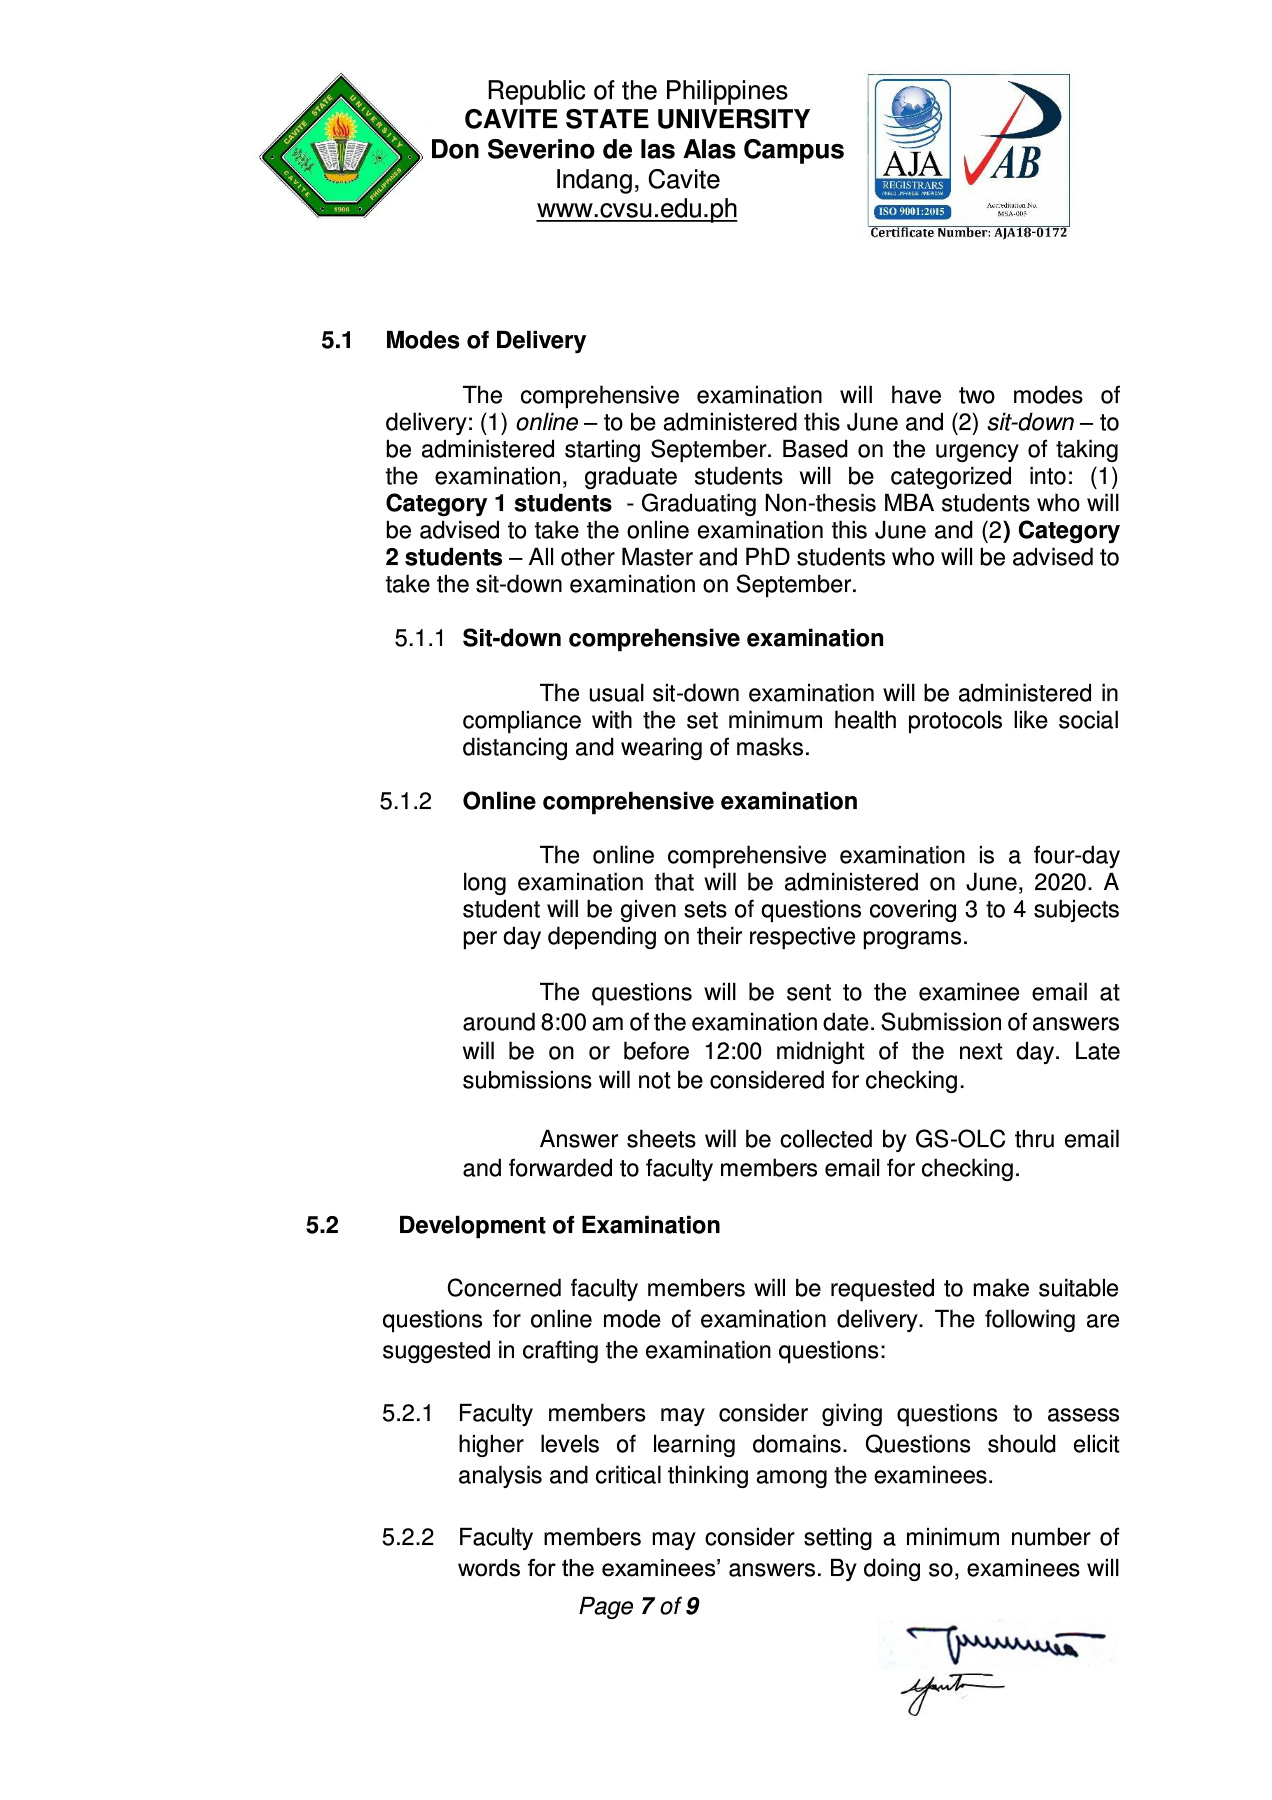 Republic of the Philippines
CAVITE STATE UNIVERSITY
Don Severino de las Alas Campus
Indang, Cavite
www.cvsu.edu.ph
CAVITE STATE UNIVERSITY
CAVITE PHILIPPINES
1906
AJA
REGISTRARS
ANGLO JAPANESE AMERICAN
ISO 9001:2015
PAB
Accreditation No.
MSA-005
Certificate Number: AJA18-0172
5.1 Modes of Delivery
The comprehensive examination will have two modes of
delivery: (1) online – to be administered this June and (2) sit-down – to
be administered starting September. Based on the urgency of taking
the examination, graduate students will be categorized into: (1)
Category 1 students - Graduating Non-thesis MBA students who will
be advised to take the online examination this June and (2) Category
2 students – All other Master and PhD students who will be advised to
take the sit-down examination on September.
5.1.1 Sit-down comprehensive examination
The usual sit-down examination will be administered in
compliance with the set minimum health protocols like social
distancing and wearing of masks.
5.1.2 Online comprehensive examination
The online comprehensive examination is a four-day
long examination that will be administered on June, 2020. A
student will be given sets of questions covering 3 to 4 subjects
per day depending on their respective programs.
The questions will be sent to the examinee email at
around 8:00 am of the examination date. Submission of answers
will be on or before 12:00 midnight of the next day. Late
submissions will not be considered for checking.
Answer sheets will be collected by GS-OLC thru email
and forwarded to faculty members email for checking.
5.2 Development of Examination
Concerned faculty members will be requested to make suitable
questions for online mode of examination delivery. The following are
suggested in crafting the examination questions:
5.2.1 Faculty members may consider giving questions to assess
higher levels of learning domains. Questions should elicit
analysis and critical thinking among the examinees.
5.2.2 Faculty members may consider setting a minimum number of
words for the examinees’ answers. By doing so, examinees will
Page 7 of 9